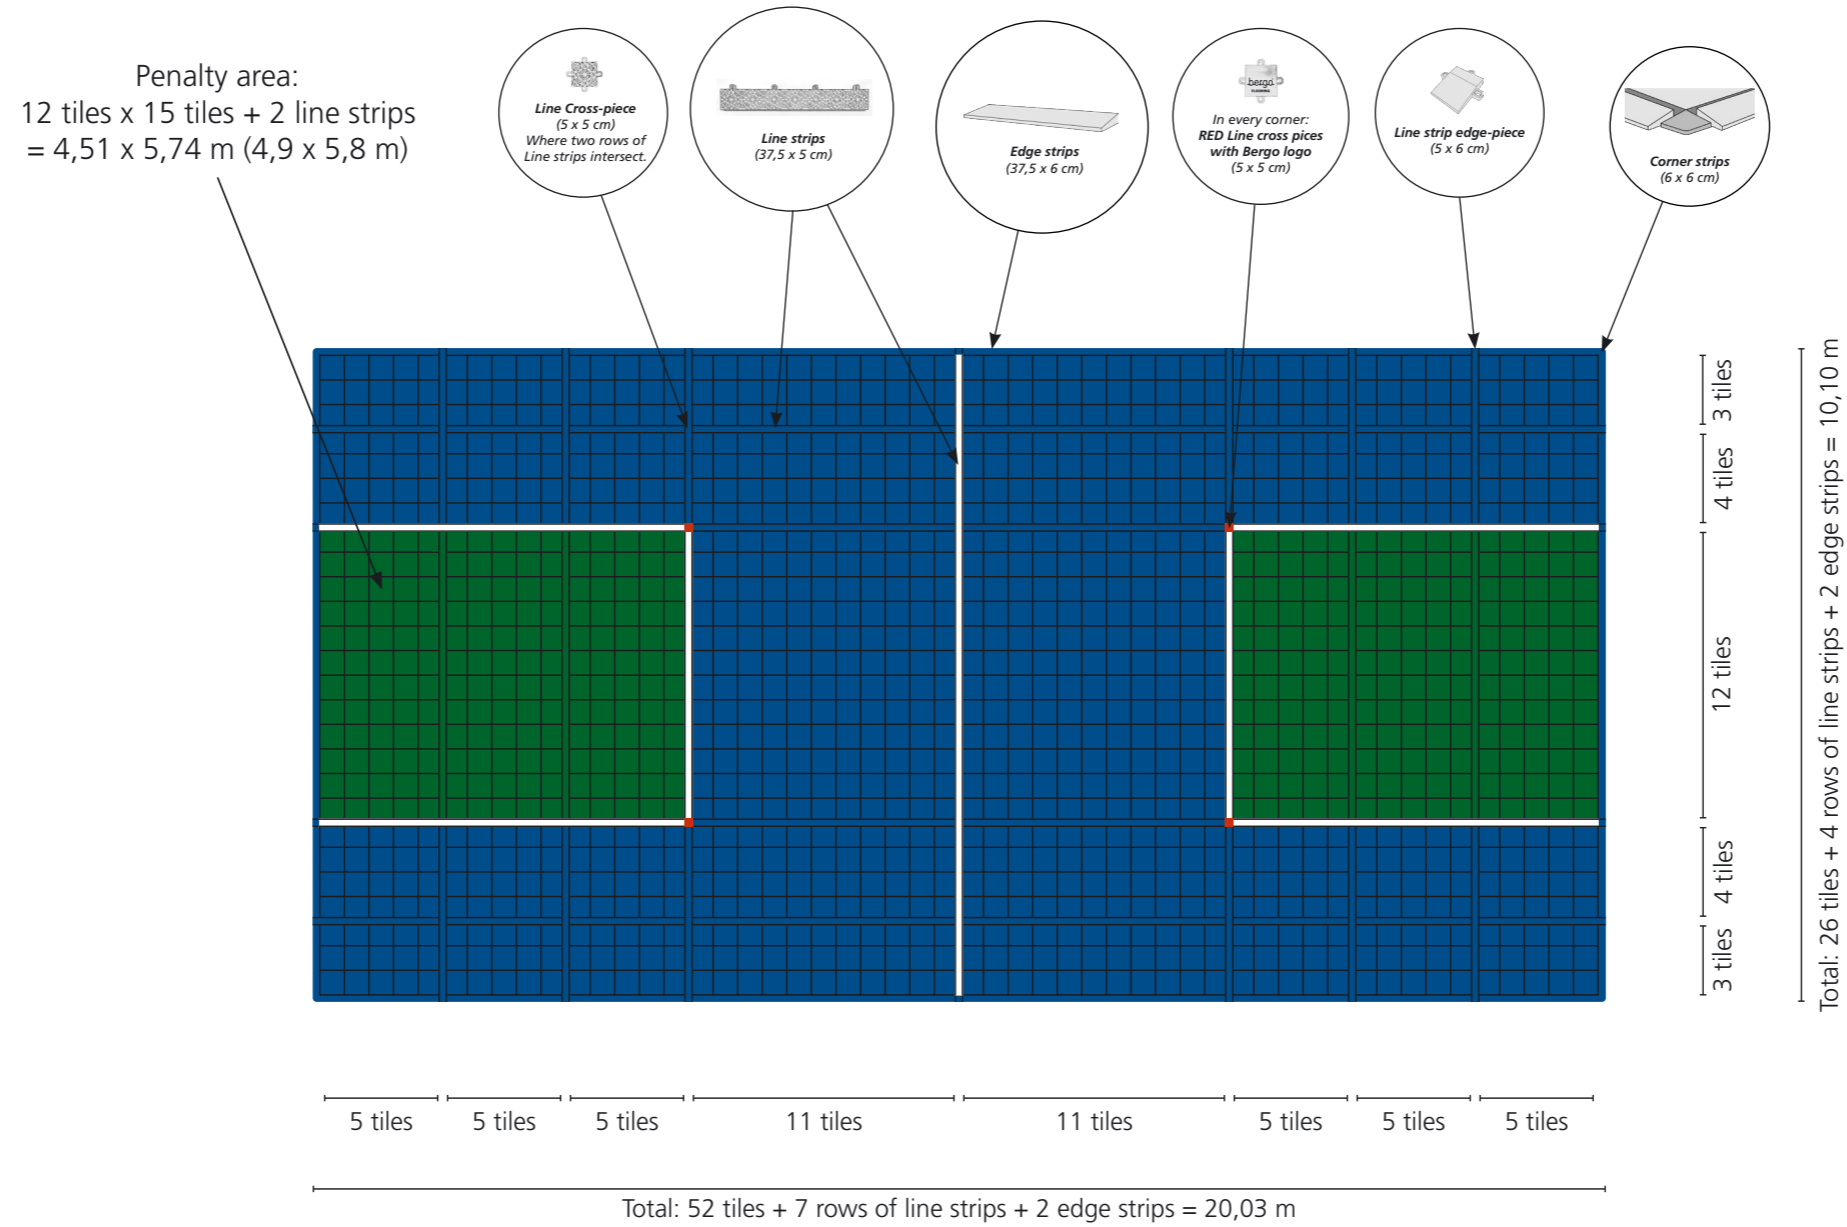 Penalty area:
12 tiles x 15 tiles + 2 line strips
= 4,51 x 5,74 m (4,9 x 5,8 m)
Line Cross-piece
(5 x 5 cm)
Where two rows of
Line strips intersect.
Line strips
(37,5 x 5 cm)
Edge strips
(37,5 x 6 cm)
bergo
FLOORING
In every corner:
RED Line cross pices
with Bergo logo
(5 x 5 cm)
Line strip edge-piece
(5 x 6 cm)
Corner strips
(6 x 6 cm)
3 tiles
4 tiles
12 tiles
4 tiles
3 tiles
Total: 26 tiles + 4 rows of line strips + 2 edge strips = 10,10 m
5 tiles
5 tiles
5 tiles
11 tiles
11 tiles
5 tiles
5 tiles
5 tiles
Total: 52 tiles + 7 rows of line strips + 2 edge strips = 20,03 m